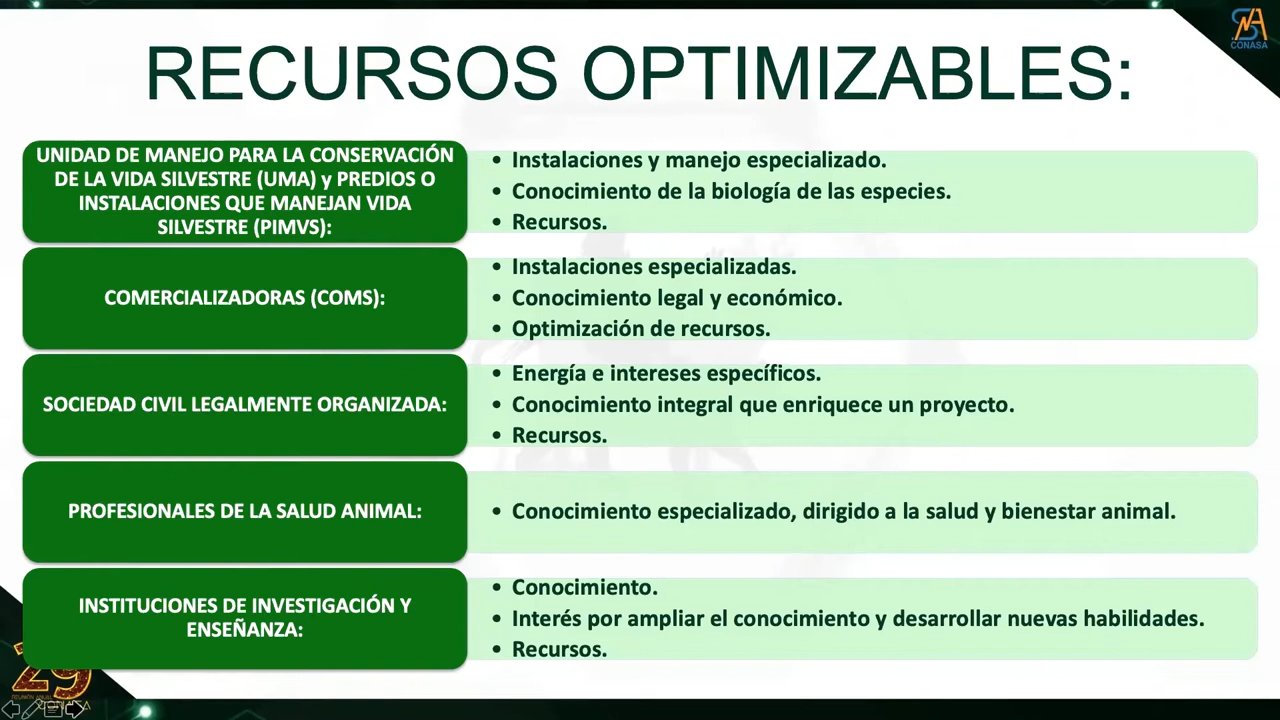 CONASA
RECURSOS OPTIMIZABLES:
UNIDAD DE MANEJO PARA LA CONSERVACIÓN
DE LA VIDA SILVESTRE (UMA) y PREDIOS O
INSTALACIONES QUE MANEJAN VIDA
SILVESTRE (PIMVS):
• Instalaciones y manejo especializado.
• Conocimiento de la biología de las especies.
• Recursos.
COMERCIALIZADORAS (COMS):
• Instalaciones especializadas.
• Conocimiento legal y económico.
• Optimización de recursos.
SOCIEDAD CIVIL LEGALMENTE ORGANIZADA:
• Energía e intereses específicos.
• Conocimiento integral que enriquece un proyecto.
• Recursos.
PROFESIONALES DE LA SALUD ANIMAL:
• Conocimiento especializado, dirigido a la salud y bienestar animal.
INSTITUCIONES DE INVESTIGACIÓN Y
ENSEÑANZA:
• Conocimiento.
• Interés por ampliar el conocimiento y desarrollar nuevas habilidades.
• Recursos.
29
REUNIÓN ANUAL
CONASA